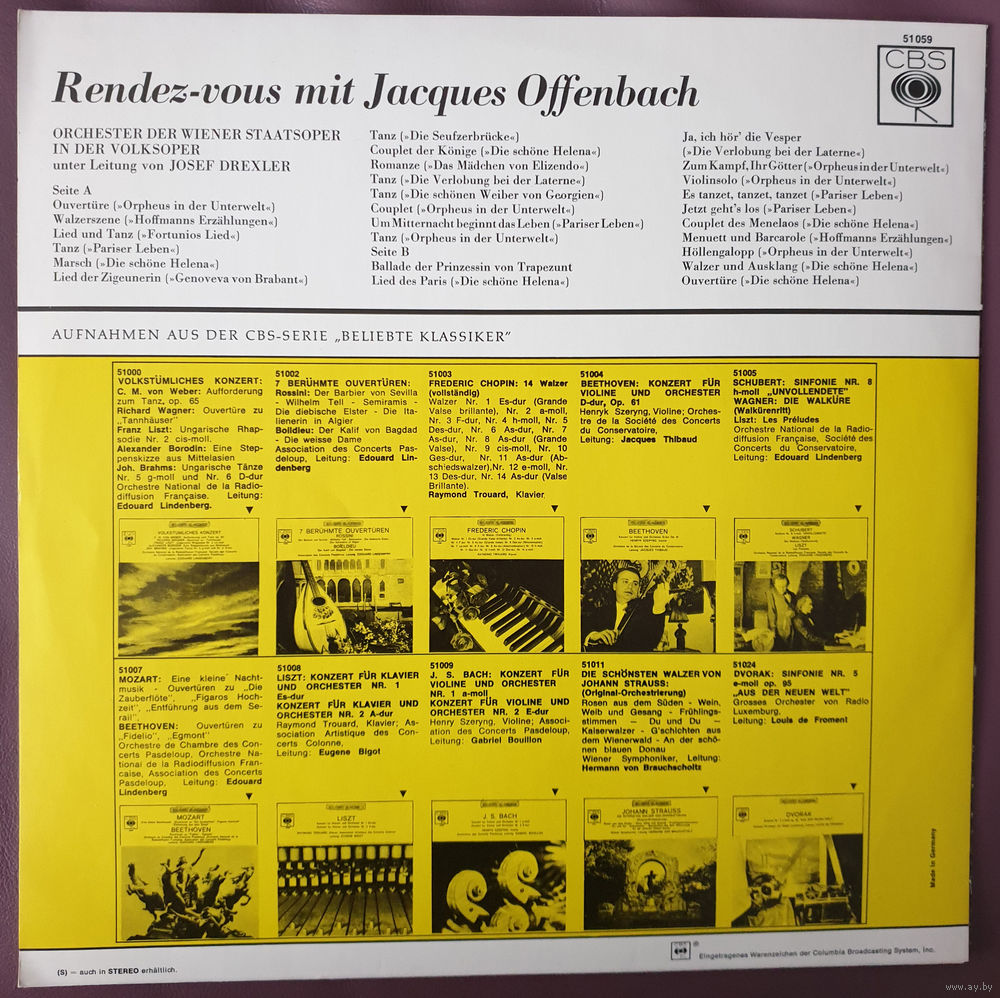 51059
CBS
Rendez-vous mit Jacques Offenbach
ORCHESTER DER WIENER STAATSOPER
IN DER VOLKSOPER
unter Leitung von JOSEF DREXLER
Seite A
Ouvertüre (»Orpheus in der Unterwelt«)
Walzerszene (»Hoffmanns Erzählungen«)
Lied und Tanz (»Fortunios Lied«)
Tanz (»Pariser Leben«)
Marsch (»Die schöne Helena«)
Lied der Zigeunerin (»Genoveva von Brabant«)
Tanz (»Die Seufzerbrücke«)
Couplet der Könige (»Die schöne Helena«)
Romanze (»Das Mädchen von Elizendo«)
Tanz (»Die Verlobung bei der Laterne«)
Tanz (»Die schönen Weiber von Georgien«)
Couplet (»Orpheus in der Unterwelt«)
Um Mitternacht beginnt das Leben (»Pariser Leben«)
Tanz (»Orpheus in der Unterwelt«)
Seite B
Ballade der Prinzessin von Trapezunt
Lied des Paris (»Die schöne Helena«)
Ja, ich hör' die Vesper
(»Die Verlobung bei der Laterne«)
Zum Kampf, Ihr Götter (»Orpheus in der Unterwelt«)
Violinsolo (»Orpheus in der Unterwelt«)
Es tanzet, tanzet, tanzet (»Pariser Leben«)
Jetzt geht's los (»Pariser Leben«)
Couplet des Menelaos (»Die schöne Helena«)
Menuett und Barcarole (»Hoffmanns Erzählungen«)
Höllengalopp (»Orpheus in der Unterwelt«)
Walzer und Ausklang (»Die schöne Helena«)
Ouvertüre (»Die schöne Helena«)
AUFNAHMEN AUS DER CBS-SERIE „BELIEBTE KLASSIKER"
51000
VOLKSTÜMLICHES KONZERT:
C. M. von Weber: Aufforderung
zum Tanz, op. 65
Richard Wagner: Ouvertüre zu
„Tannhäuser"
Franz Liszt: Ungarische Rhap-
sodie Nr. 2 cis-moll.
Alexander Borodin: Eine Step-
penskizze aus Mittelasien
Joh. Brahms: Ungarische Tänze
Nr. 5 g-moll und Nr. 6 D-dur
Orchestre National de la Radio-
diffusion Française. Leitung:
Edouard Lindenberg.
51002
7 BERÜHMTE OUVERTÜREN:
Rossini: Der Barbier von Sevilla
- Wilhelm Tell - Semiramis -
Die diebische Elster - Die Ita-
lienerin in Algier
Boildieu: Der Kalif von Bagdad
- Die weisse Dame
Association des Concerts Pas-
deloup, Leitung: Edouard Lin-
denberg
51003
FREDERIC CHOPIN: 14 Walzer
(vollständig)
Walzer Nr. 1 Es-dur (Grande
Valse brillante), Nr. 2 a-moll,
Nr. 3 F-dur, Nr. 4 h-moll, Nr. 5
Des-dur, Nr. 6 As-dur, Nr. 7
As-dur, Nr. 8 As-dur (Grande
Valse), Nr. 9 cis-moll, Nr. 10
Ges-dur, Nr. 11 As-dur (Ab-
schiedswalzer), Nr. 12 e-moll, Nr.
13 Des-dur, Nr. 14 As-dur (Valse
Brillante).
Raymond Trouard, Klavier
51004
BEETHOVEN: KONZERT FÜR
VIOLINE UND ORCHESTER
D-dur, Op. 61
Henryk Szeryng, Violine; Orches-
tre de la Société des Concerts
du Conservatoire,
Leitung: Jacques Thibaud
51005
SCHUBERT: SINFONIE NR. 8
h-moll „UNVOLLENDETE"
WAGNER: DIE WALKÜRE
(Walkürenritt)
Liszt: Les Préludes
Orchestre National de la Radio-
diffusion Française, Société des
Concerts du Conservatoire,
Leitung: Edouard Lindenberg
VOLKSTÜMLICHES KONZERT
7 BERÜHMTE OUVERTÜREN
ROSSINI
BOIELDIEU
FREDERIC CHOPIN
BEETHOVEN
SCHUBERT
WAGNER
LISZT
51007
MOZART: Eine kleine Nacht-
musik - Ouvertüren zu „Die
Zauberflöte", „Figaros Hoch-
zeit", „Entführung aus dem Se-
rail".
BEETHOVEN: Ouvertüren zu
„Fidelio", „Egmont"
Orchestre de Chambre des Con-
certs Pasdeloup, Orchestre Na-
tional de la Radiodiffusion Fran-
caise, Association des Concerts
Pasdeloup, Leitung: Edouard
Lindenberg
51008
LISZT: KONZERT FÜR KLAVIER
UND ORCHESTER NR. 1
Es-dur
KONZERT FÜR KLAVIER UND
ORCHESTER NR. 2 A-dur
Raymond Trouard, Klavier; As-
sociation Artistique des Con-
certs Colonne,
Leitung: Eugene Bigot
51009
J. S. BACH: KONZERT FÜR
VIOLINE UND ORCHESTER
NR. 1 a-moll
KONZERT FÜR VIOLINE UND
ORCHESTER NR. 2 E-dur
Henry Szeryng, Violine; Associ-
ation des Concerts Pasdeloup,
Leitung: Gabriel Bouillon
51011
DIE SCHÖNSTEN WALZER VON
JOHANN STRAUSS:
(Original-Orchestrierung)
Rosen aus dem Süden - Wein,
Weib und Gesang - Frühlings-
stimmen - Du und Du -
Kaiserwalzer - G'schichten aus
dem Wienerwald - An der schö-
nen blauen Donau
Wiener Symphoniker, Leitung:
Hermann von Brauchscholtz
51024
DVORAK: SINFONIE NR. 5
e-moll op. 95
„AUS DER NEUEN WELT"
Grosses Orchester von Radio
Luxemburg,
Leitung: Louis de Froment
MOZART
BEETHOVEN
LISZT
J. S. BACH
JOHANN STRAUSS
DVORAK
Made in Germany
(S) — auch in STEREO erhältlich.
CBS ® Eingetragenes Warenzeichen der Columbia Broadcasting System, Inc.
www.ay.by